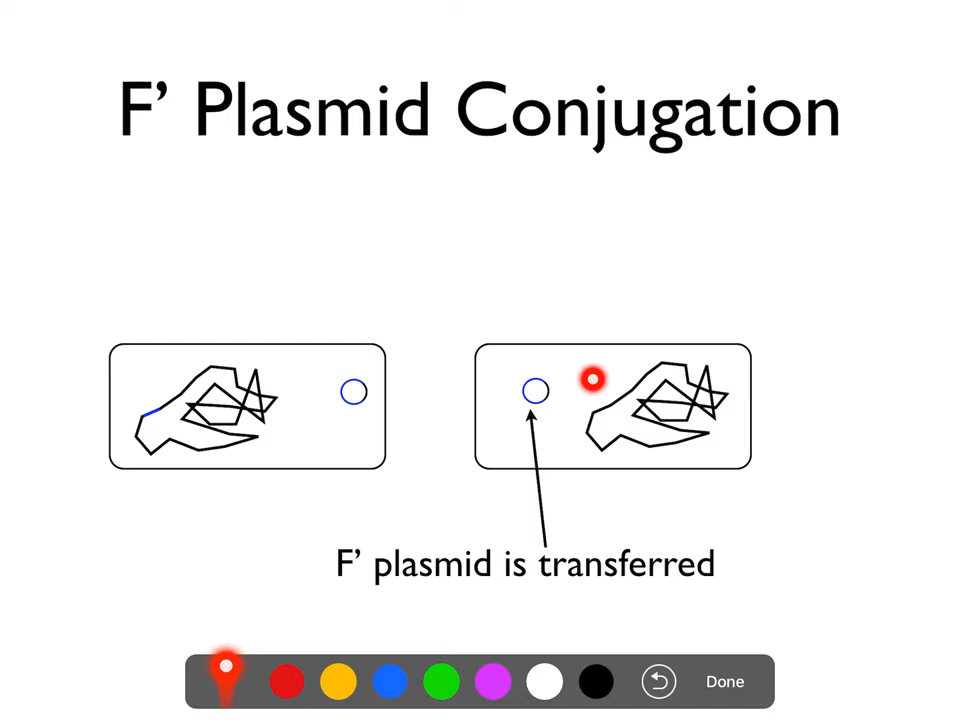 F’ Plasmid Conjugation
F’ plasmid is transferred
Done